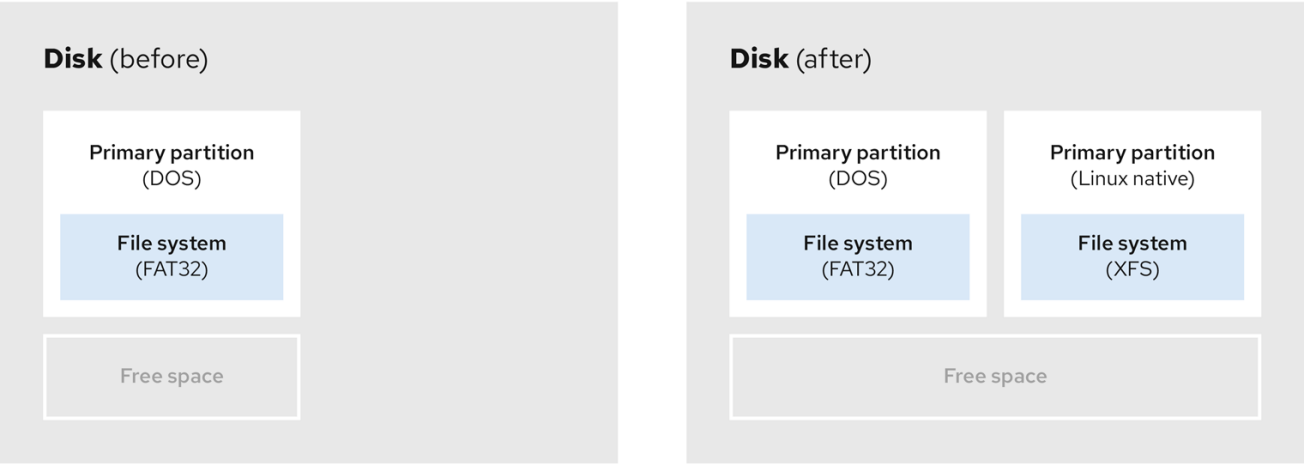 Disk (before)
Primary partition
(DOS)
File system
(FAT32)
Free space
Disk (after)
Primary partition
(DOS)
File system
(FAT32)
Primary partition
(Linux native)
File system
(XFS)
Free space